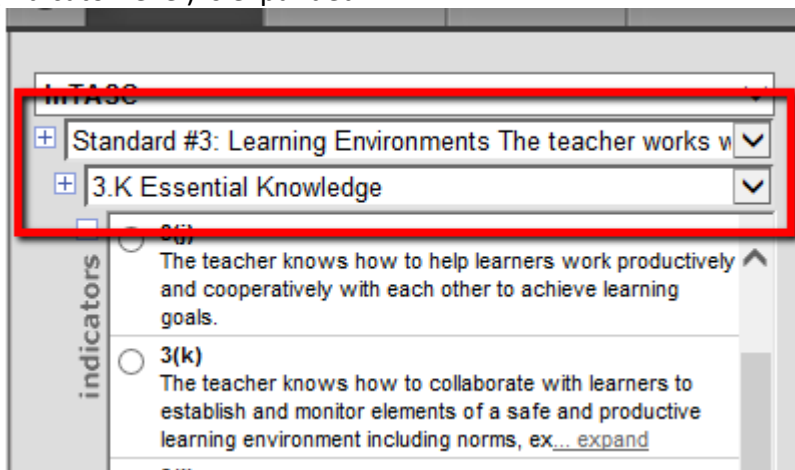 InTASC
Standard #3: Learning Environments The teacher works w
3.K Essential Knowledge
indicators
3(j)
The teacher knows how to help learners work productively
and cooperatively with each other to achieve learning
goals.
3(k)
The teacher knows how to collaborate with learners to
establish and monitor elements of a safe and productive
learning environment including norms, ex... expand